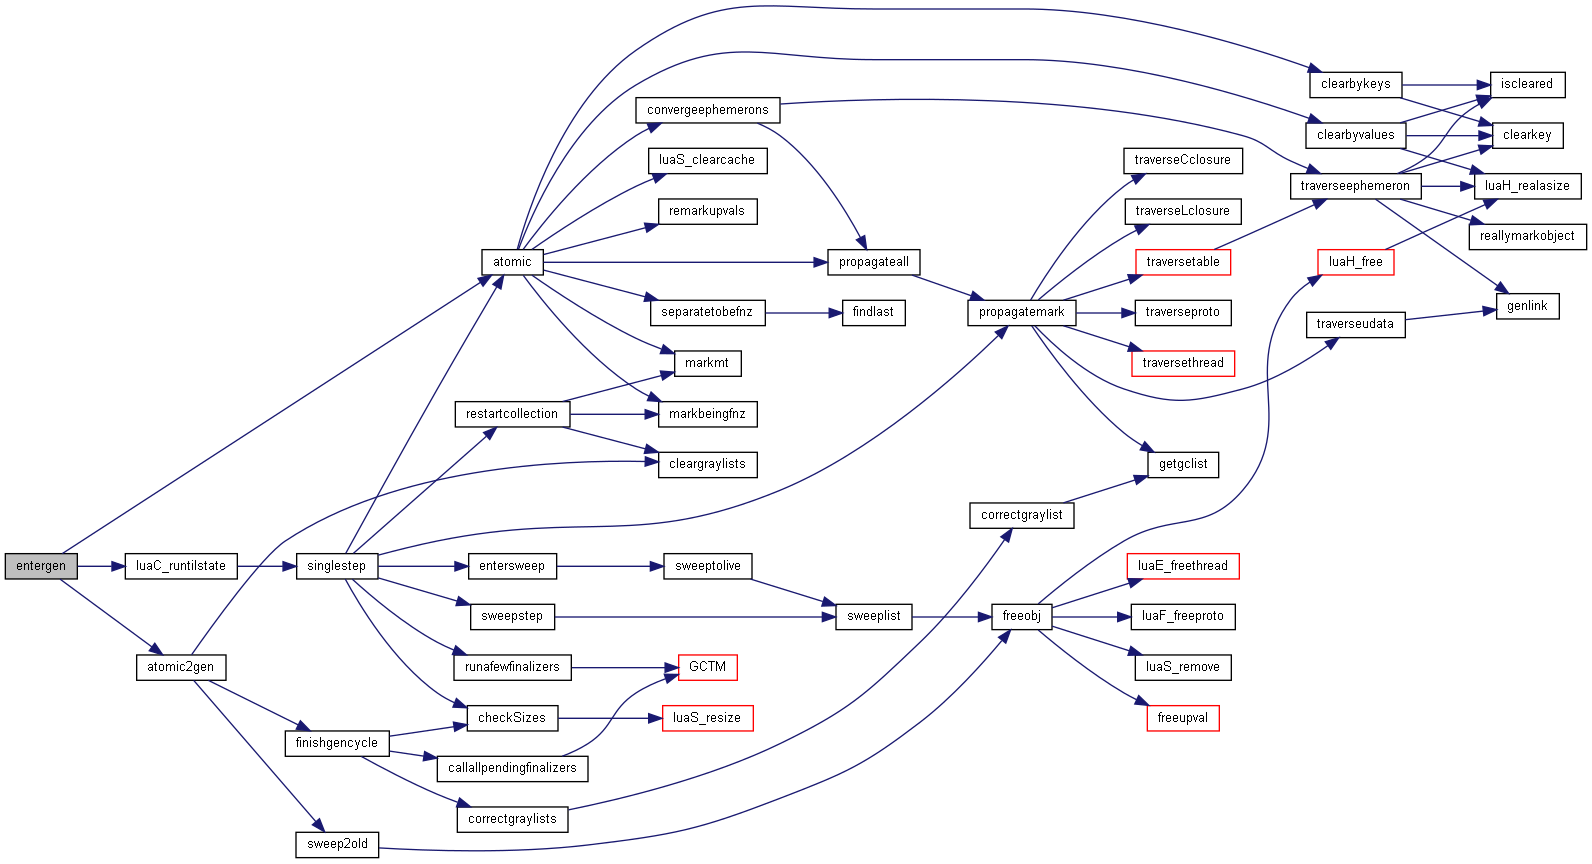 entergen
luaC_runtilstate
atomic2gen
singlestep
finishgencycle
sweep2old
atomic
restartcollection
entersweep
sweepstep
runafewfinalizers
checkSizes
callallpendingfinalizers
correctgraylists
convergeephemerons
luaS_clearcache
remarkupvals
separatetobefnz
markmt
markbeingfnz
cleargraylists
sweeptolive
GCTM
luaS_resize
propagateall
findlast
sweeplist
propagatemark
correctgraylist
freeobj
traverseCclosure
traverseLclosure
traversetable
traverseproto
traversethread
getgclist
luaE_freethread
luaF_freeproto
luaS_remove
freeupval
clearbykeys
clearbyvalues
traverseephemeron
luaH_free
traverseudata
iscleared
clearkey
luaH_realasize
reallymarkobject
genlink